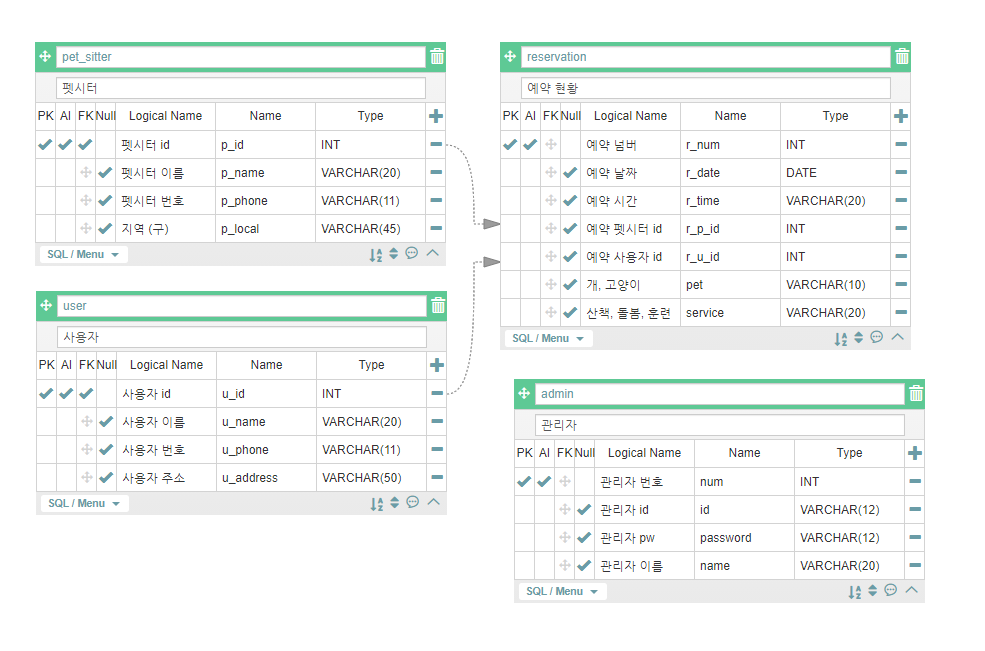 pet_sitter
펫시터
PK AI FK Null Logical Name Name Type
펫시터 id p_id INT
펫시터 이름 p_name VARCHAR(20)
펫시터 번호 p_phone VARCHAR(11)
지역 (구) p_local VARCHAR(45)
SQL / Menu
reservation
예약 현황
PK AI FK Null Logical Name Name Type
예약 넘버 r_num INT
예약 날짜 r_date DATE
예약 시간 r_time VARCHAR(20)
예약 펫시터 id r_p_id INT
예약 사용자 id r_u_id INT
개, 고양이 pet VARCHAR(10)
산책, 돌봄, 훈련 service VARCHAR(20)
SQL / Menu
user
사용자
PK AI FK Null Logical Name Name Type
사용자 id u_id INT
사용자 이름 u_name VARCHAR(20)
사용자 번호 u_phone VARCHAR(11)
사용자 주소 u_address VARCHAR(50)
SQL / Menu
admin
관리자
PK AI FK Null Logical Name Name Type
관리자 번호 num INT
관리자 id id VARCHAR(12)
관리자 pw password VARCHAR(12)
관리자 이름 name VARCHAR(20)
SQL / Menu